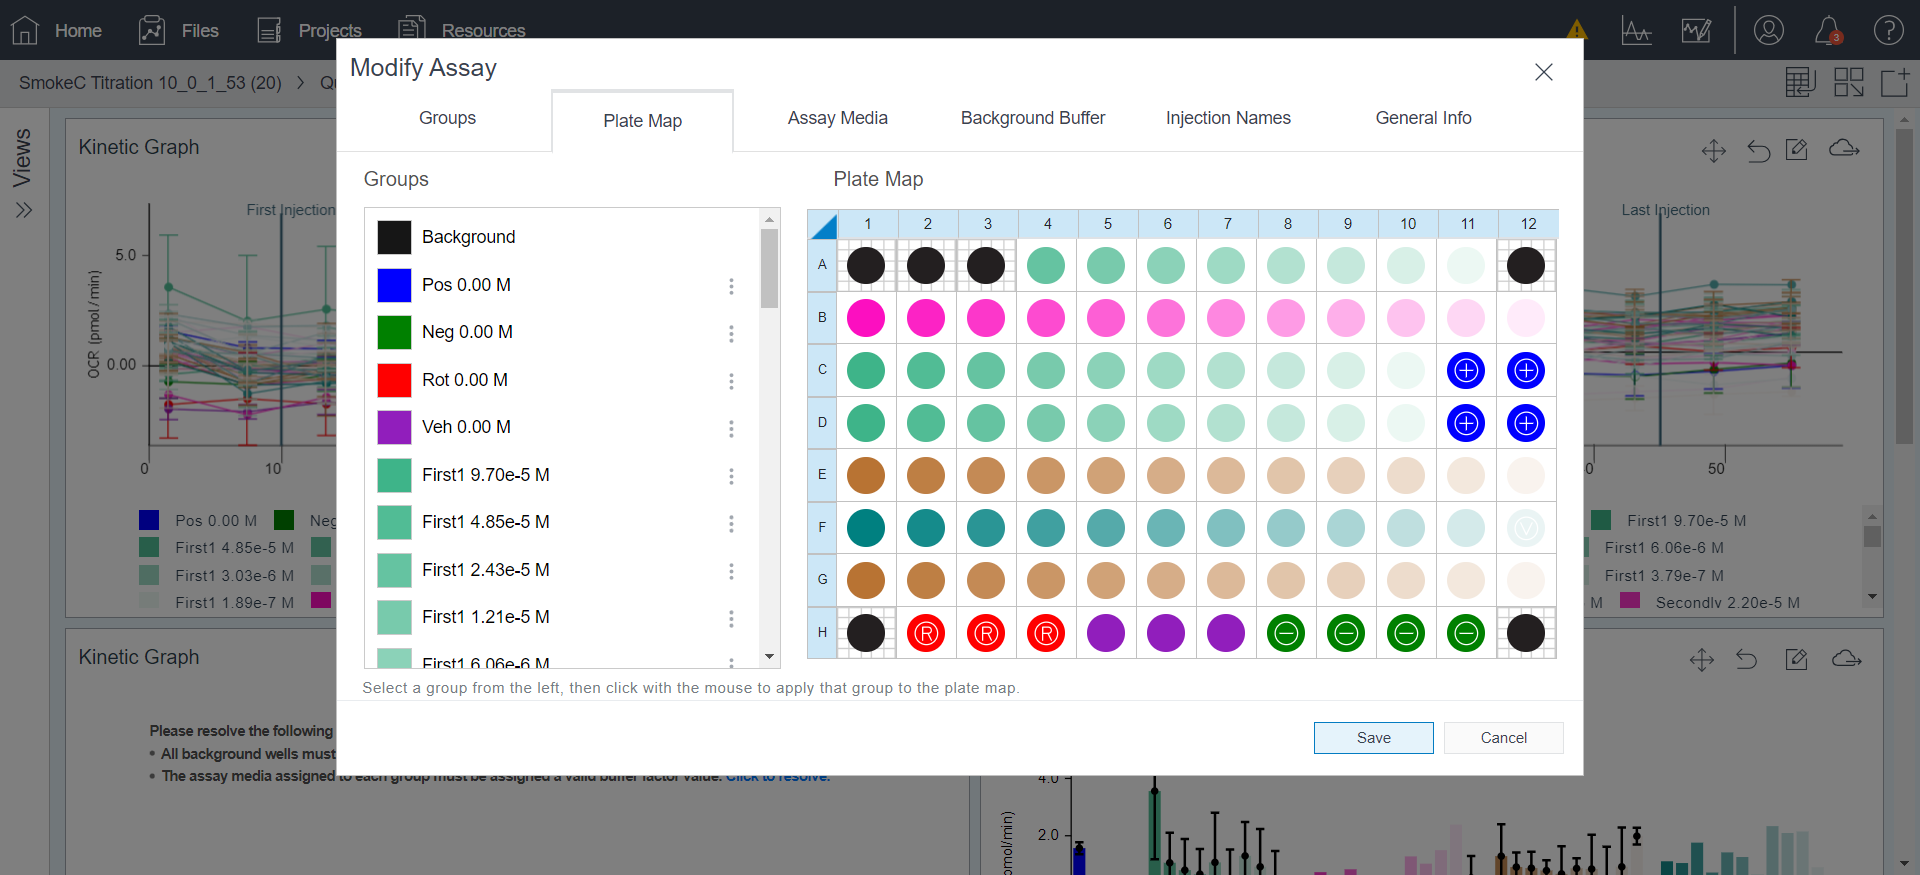 Home Files Projects Resources 3
SmokeC Titration 10_0_1_53 (20) > Qu
Modify Assay
Groups Plate Map Assay Media Background Buffer Injection Names General Info
Views
Kinetic Graph
First Injection
Last Injection
5.0
0.00
OCR (pmol/min)
0 10
0 50
Pos 0.00 M Neg
First1 4.85e-5 M
First1 3.03e-6 M
First1 1.89e-7 M
First1 9.70e-5 M
First1 6.06e-6 M
First1 3.79e-7 M
M Secondly 2.20e-5 M
Groups
Background
Pos 0.00 M
Neg 0.00 M
Rot 0.00 M
Veh 0.00 M
First1 9.70e-5 M
First1 4.85e-5 M
First1 2.43e-5 M
First1 1.21e-5 M
First1 6.06e-6 M
Plate Map
1 2 3 4 5 6 7 8 9 10 11 12
A
B
C
D
E
F V
G
H R R R
Select a group from the left, then click with the mouse to apply that group to the plate map.
Save Cancel
Kinetic Graph
Please resolve the following
• All background wells must
• The assay media assigned to each group must be assigned a valid buffer factor value. Click to resolve.
4.0
2.0
pmol/min)